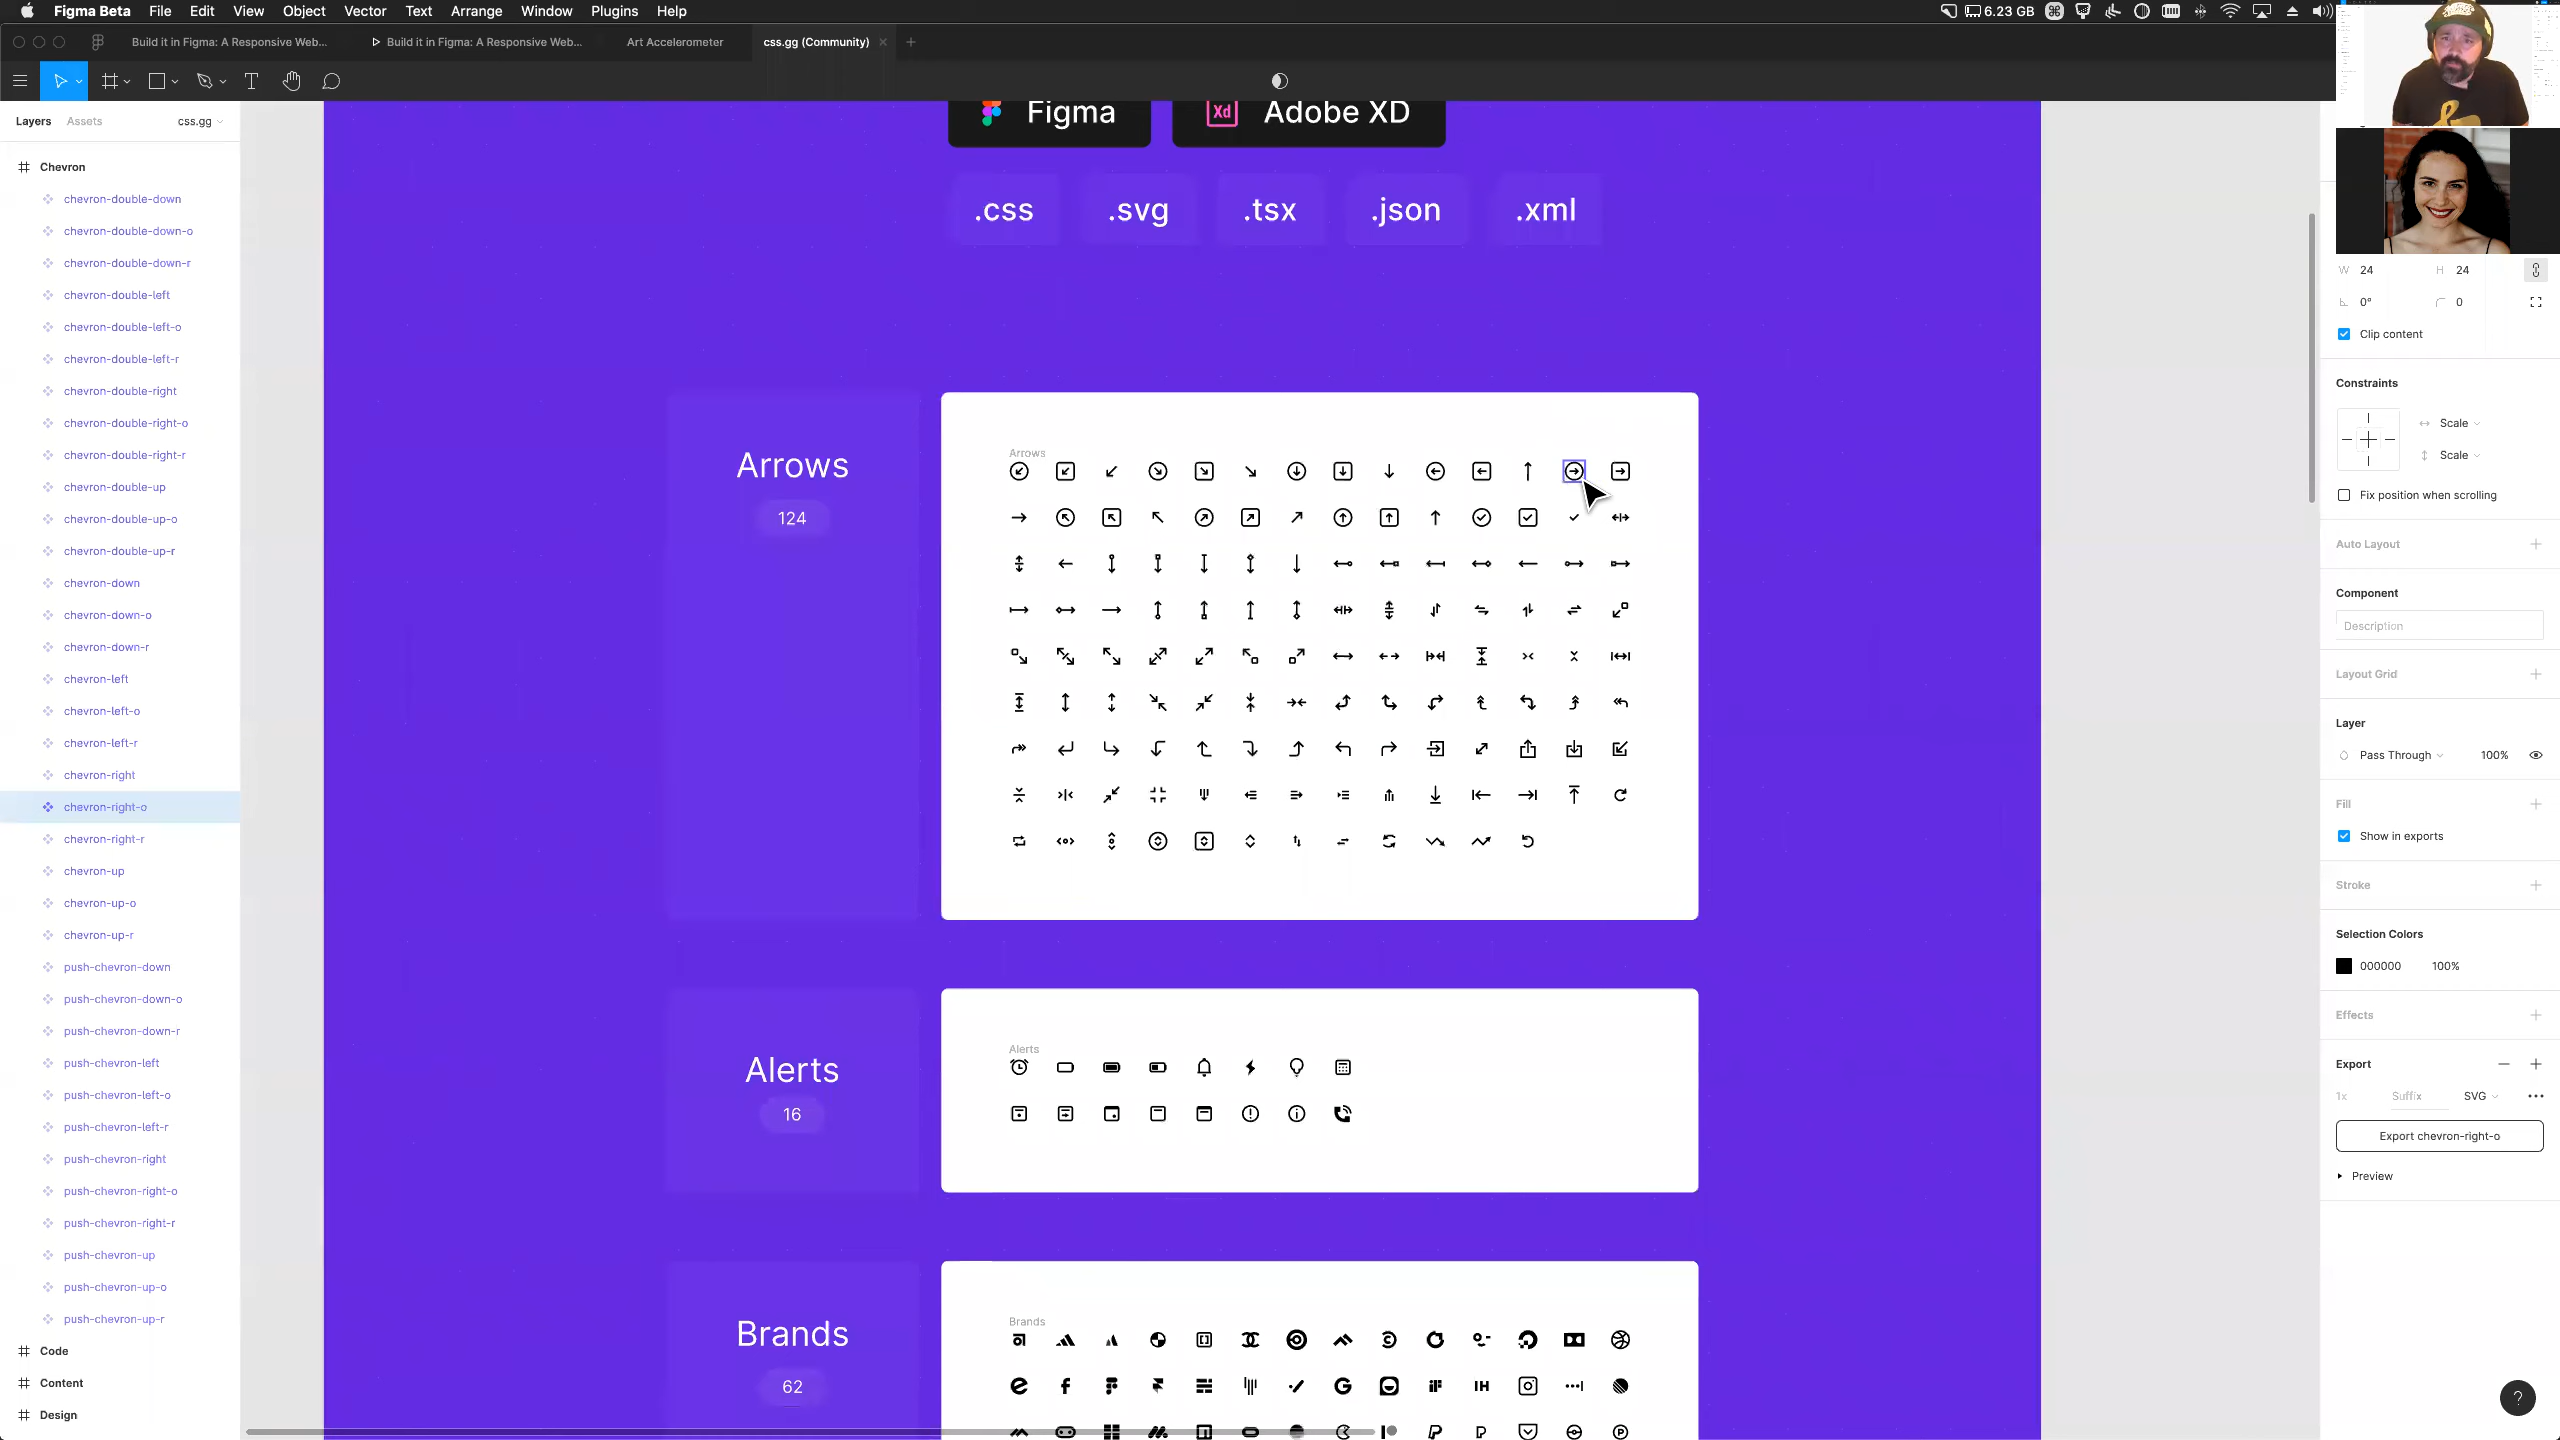 Figma Beta File Edit View Object Vector Text Arrange Window Plugins Help 6.23 GB
Build it in Figma: A Responsive Web... Build it in Figma: A Responsive Web... Art Accelerometer css.gg (Community)
Layers Assets css.gg
Chevron
chevron-double-down
chevron-double-down-o
chevron-double-down-r
chevron-double-left
chevron-double-left-o
chevron-double-left-r
chevron-double-right
chevron-double-right-o
chevron-double-right-r
chevron-double-up
chevron-double-up-o
chevron-double-up-r
chevron-down
chevron-down-o
chevron-down-r
chevron-left
chevron-left-o
chevron-left-r
chevron-right
chevron-right-o
chevron-right-r
chevron-up
chevron-up-o
chevron-up-r
push-chevron-down
push-chevron-down-o
push-chevron-down-r
push-chevron-left
push-chevron-left-o
push-chevron-left-r
push-chevron-right
push-chevron-right-o
push-chevron-right-r
push-chevron-up
push-chevron-up-o
push-chevron-up-r
Code
Content
Design
Figma Xd Adobe XD
.css .svg .tsx .json .xml
Arrows
124
Arrows
Alerts
16
Alerts
Brands
62
Brands
W 24 H 24
0° 0
Clip content
Constraints
Scale
Scale
Fix position when scrolling
Auto Layout
Component
Description
Layout Grid
Layer
Pass Through 100%
Fill
Show in exports
Stroke
Selection Colors
000000 100%
Effects
Export
1x Suffix SVG
Export chevron-right-o
Preview
?